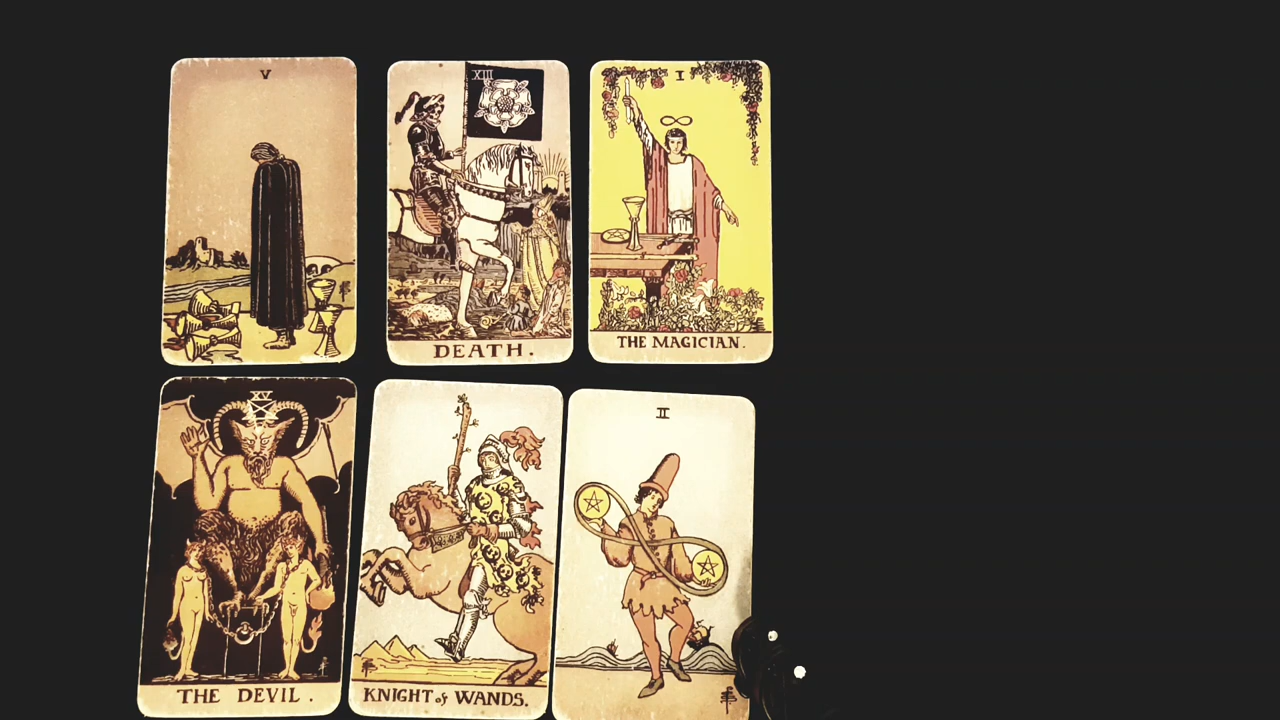 V
XIII
DEATH.
I
THE MAGICIAN.
XV
THE DEVIL.
KNIGHT of WANDS.
II